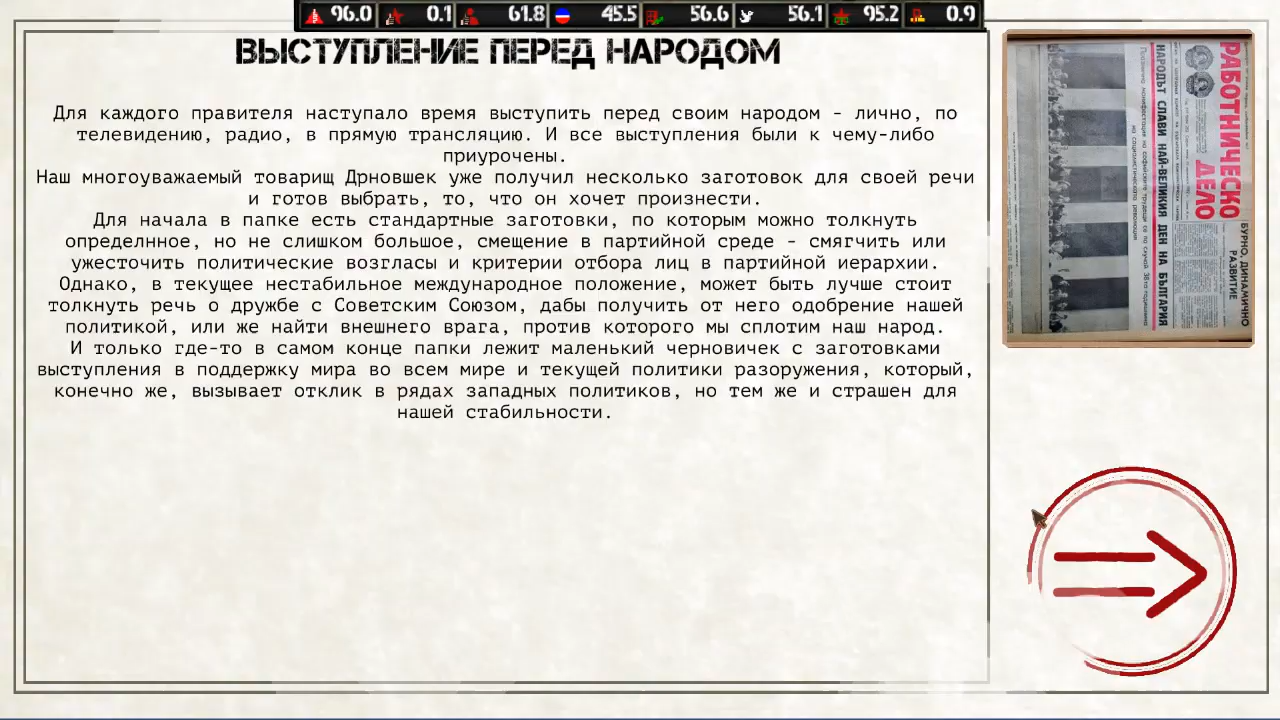 96.0 0.1 61.8 45.5 56.6 56.1 95.2 0.9
ВЫСТУПЛЕНИЕ ПЕРЕД НАРОДОМ
Для каждого правителя наступало время выступить перед своим народом - лично, по
телевидению, радио, в прямую трансляцию. И все выступления были к чему-либо
приурочены.
Наш многоуважаемый товарищ Дрновшек уже получил несколько заготовок для своей речи
и готов выбрать, то, что он хочет произнести.
Для начала в папке есть стандартные заготовки, по которым можно толкнуть
определнное, но не слишком большое, смещение в партийной среде - смягчить или
ужесточить политические возгласы и критерии отбора лиц в партийной иерархии.
Однако, в текущее нестабильное международное положение, может быть лучше стоит
толкнуть речь о дружбе с Советским Союзом, дабы получить от него одобрение нашей
политикой, или же найти внешнего врага, против которого мы сплотим наш народ.
И только где-то в самом конце папки лежит маленький черновичек с заготовками
выступления в поддержку мира во всем мире и текущей политики разоружения, который,
конечно же, вызывает отклик в рядах западных политиков, но тем же и страшен для
нашей стабильности.
РАБОТНИЧЕСКО
ДЕЛО
БУРНО, ДИНАМИЧНО
РАЗВИТИЕ
НАРОДЪТ СЛАВИ НАЙ-ВЕЛИКИЯ ДЕН НА БЪЛГАРИЯ